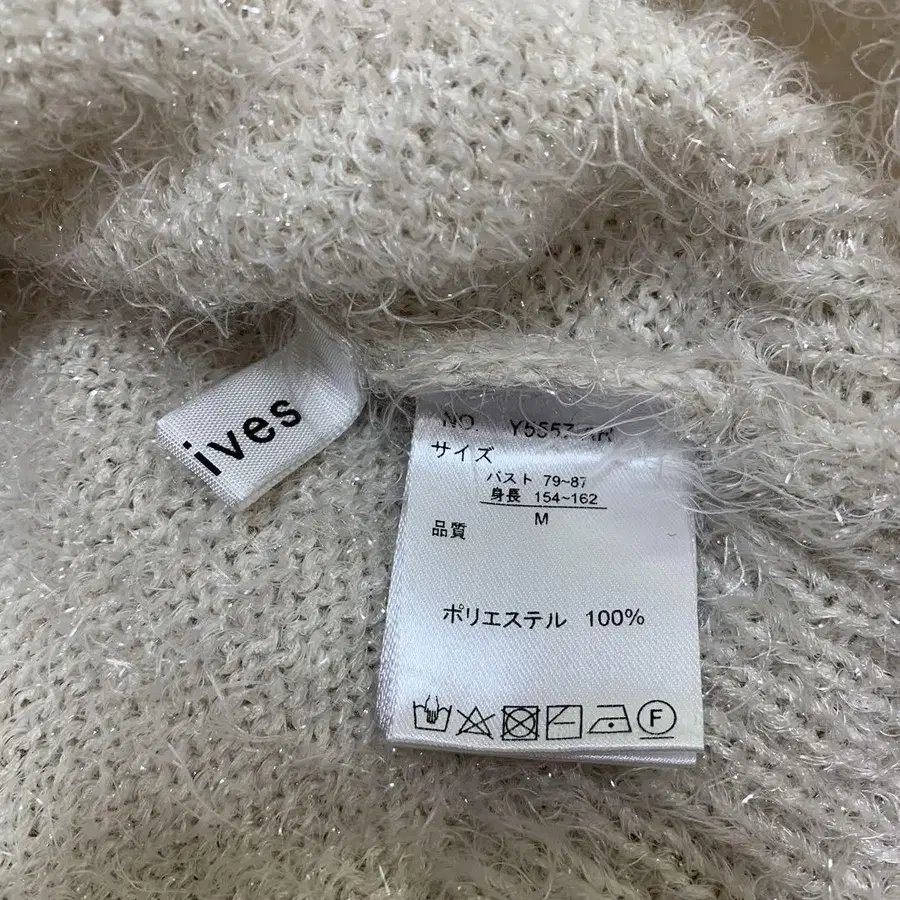 ives
NO.
サイズ
バスト 79~87
身長 154~162
M
品質
ポリエステル 100%
F